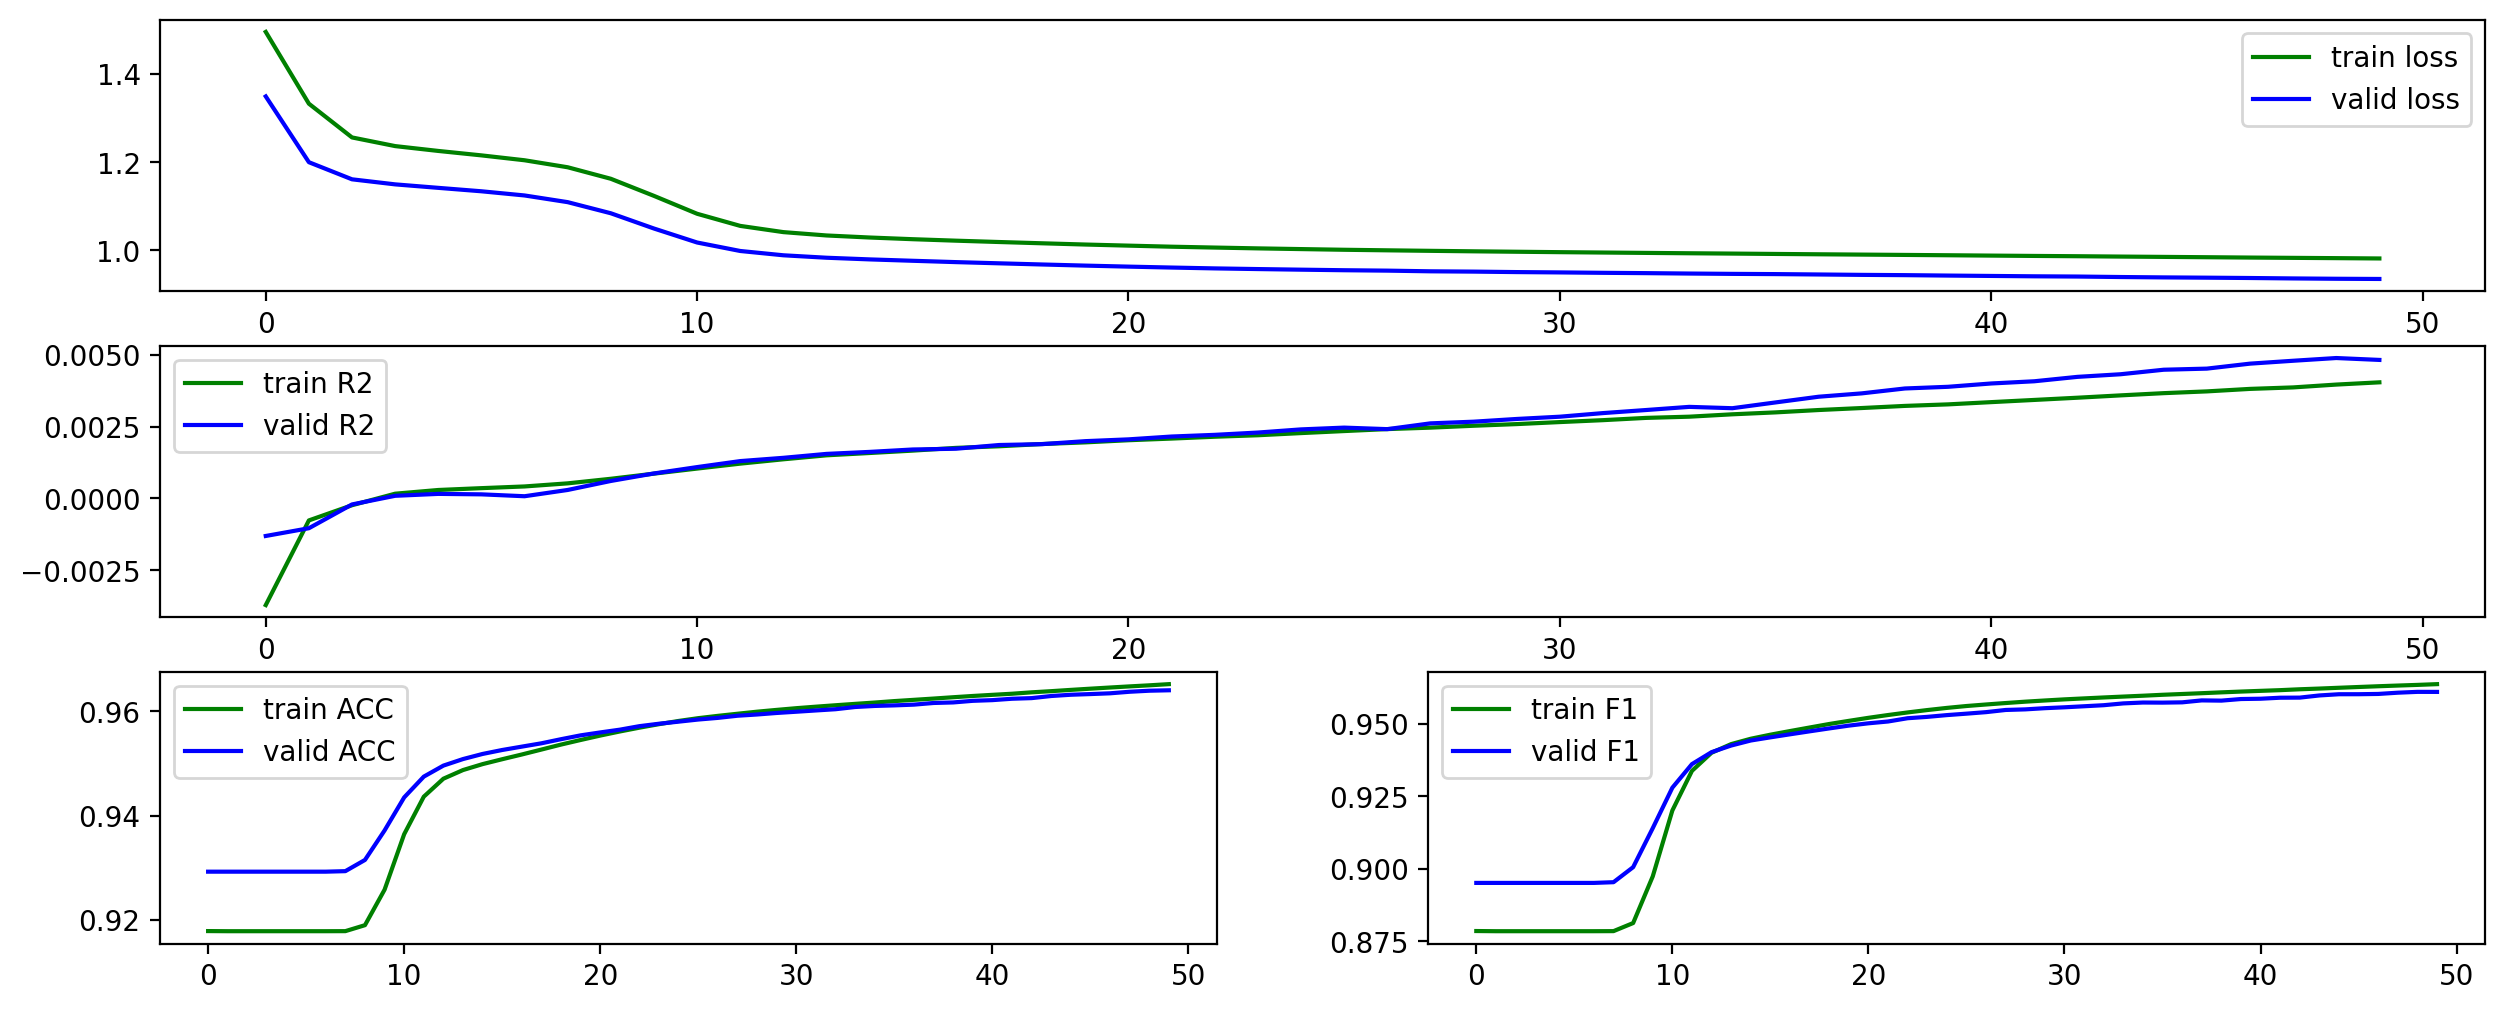 1.4
1.2
1.0
train loss
valid loss
0 10 20 30 40 50
0.0050
0.0025
0.0000
−0.0025
train R2
valid R2
0 10 20 30 40 50
0.96
0.94
0.92
train ACC
valid ACC
0 10 20 30 40 50
0.950
0.925
0.900
0.875
train F1
valid F1
0 10 20 30 40 50